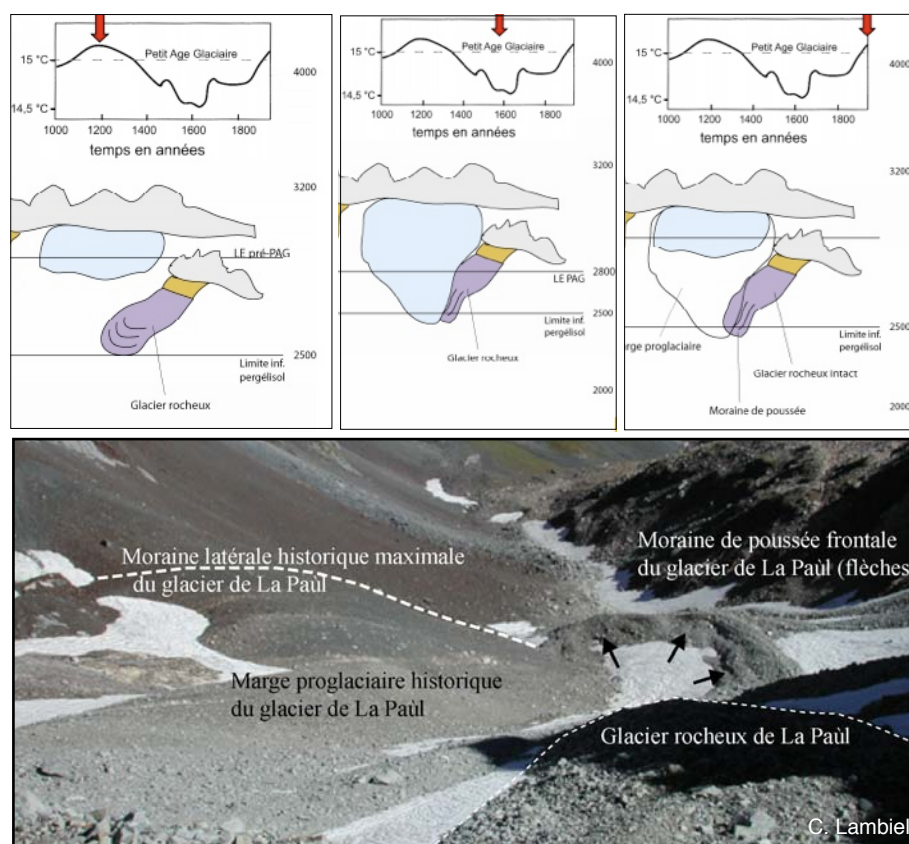 Petit Age Glaciaire
15 °C
4000
14,5 °C
1000 1200 1400 1600 1800
temps en années
3200
LE pré-PAG
2500
Limite inf.
pergélisol
Glacier rocheux
Petit Age Glaciaire
15 °C
4000
14,5 °C
1000 1200 1400 1600 1800
temps en années
3200
2800
LE PAG
2500
Limite inf.
pergélisol
Glacier rocheux
2000
Petit Age Glaciaire
15 °C
4000
14,5 °C
1000 1200 1400 1600 1800
temps en années
3200
2500
Limite inf.
pergélisol
rge proglaciaire
Glacier rocheux intact
2000
Moraine de poussée
Moraine latérale historique maximale
du glacier de La Paùl
Moraine de poussée frontale
du glacier de La Paùl (flèches
Marge proglaciaire historique
du glacier de La Paùl
Glacier rocheux de La Paùl
C. Lambiel